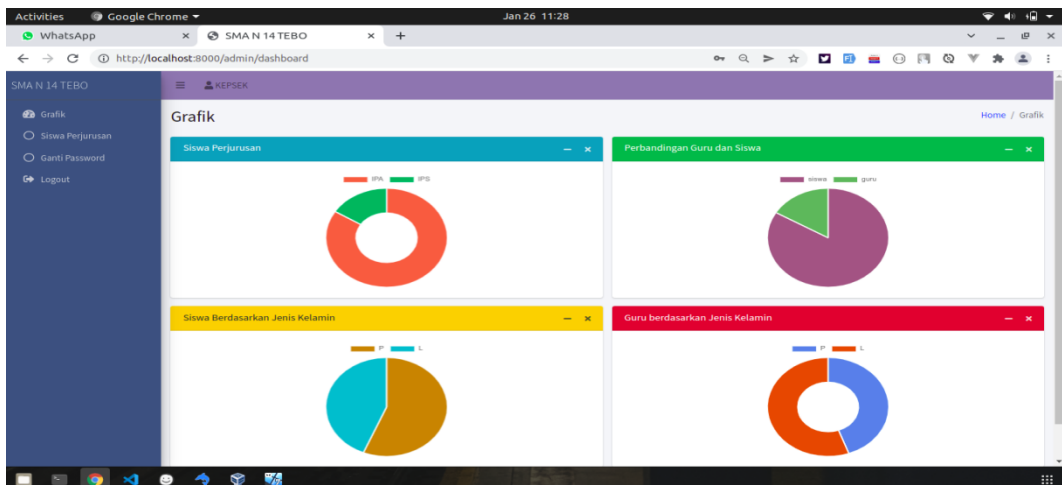 Activities Google Chrome Jan 26 11:28
WhatsApp SMA N 14 TEBO
http://localhost:8000/admin/dashboard
SMA N 14 TEBO KEPSEK
Grafik
Siswa Perjurusan
Ganti Password
Logout
Grafik Home / Grafik
Siswa Perjurusan
IPA IPS
Perbandingan Guru dan Siswa
siswa guru
Siswa Berdasarkan Jenis Kelamin
P L
Guru berdasarkan Jenis Kelamin
P L